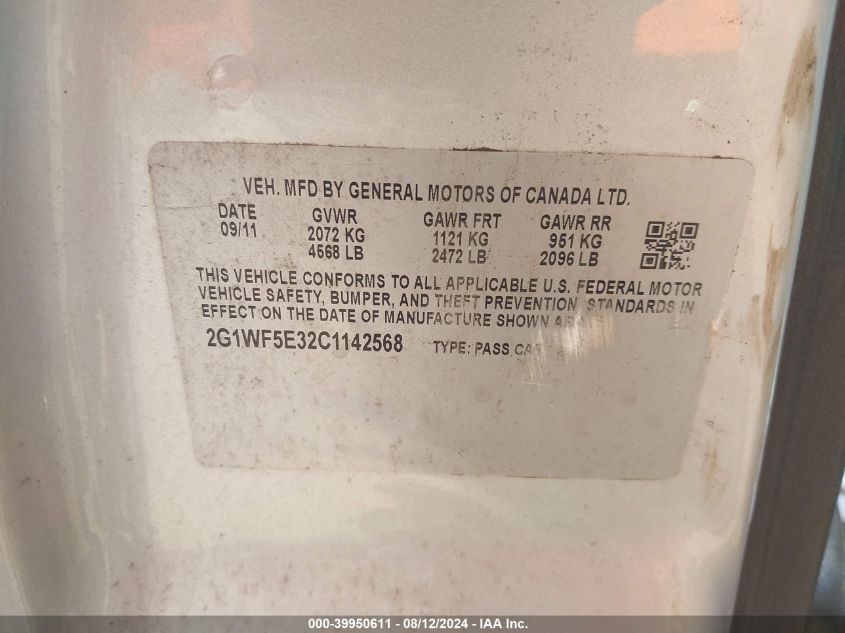 VEH. MFD BY GENERAL MOTORS OF CANADA LTD.
DATE GVWR GAWR FRT GAWR RR
09/11 2072 KG 1121 KG 951 KG
4568 LB 2472 LB 2096 LB
THIS VEHICLE CONFORMS TO ALL APPLICABLE U.S. FEDERAL MOTOR
VEHICLE SAFETY, BUMPER, AND THEFT PREVENTION STANDARDS IN
EFFECT ON THE DATE OF MANUFACTURE SHOWN
2G1WF5E32C1142568 TYPE: PASS CAR
000-39950611 - 08/12/2024 - IAA Inc.